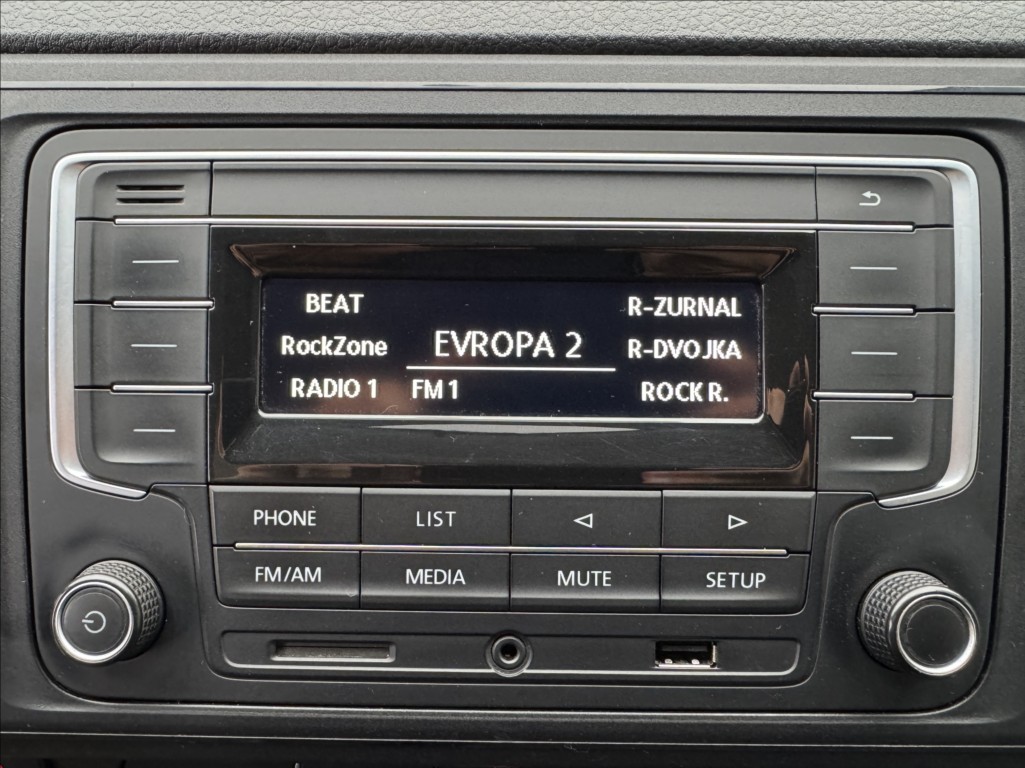 BEAT
R-ZURNAL
RockZone
EVROPA 2
R-DVOJKA
RADIO 1
FM 1
ROCK R.
PHONE
LIST
FM/AM
MEDIA
MUTE
SETUP